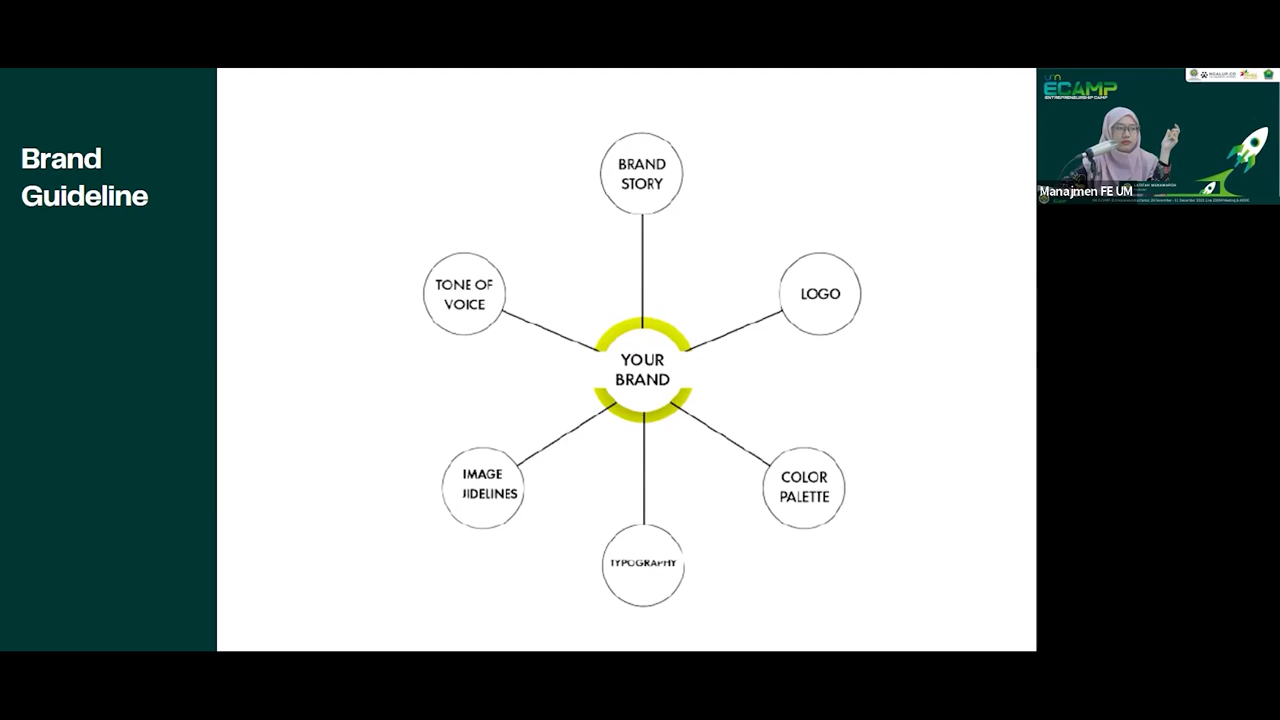 Brand
Guideline
BRAND
STORY
TONE OF
VOICE
LOGO
YOUR
BRAND
IMAGE
JIDELINES
COLOR
PALETTE
TYPOGRAPHY
ECAMP
ENTREPRENEURSHIP CAMP
Manajmen FE UM